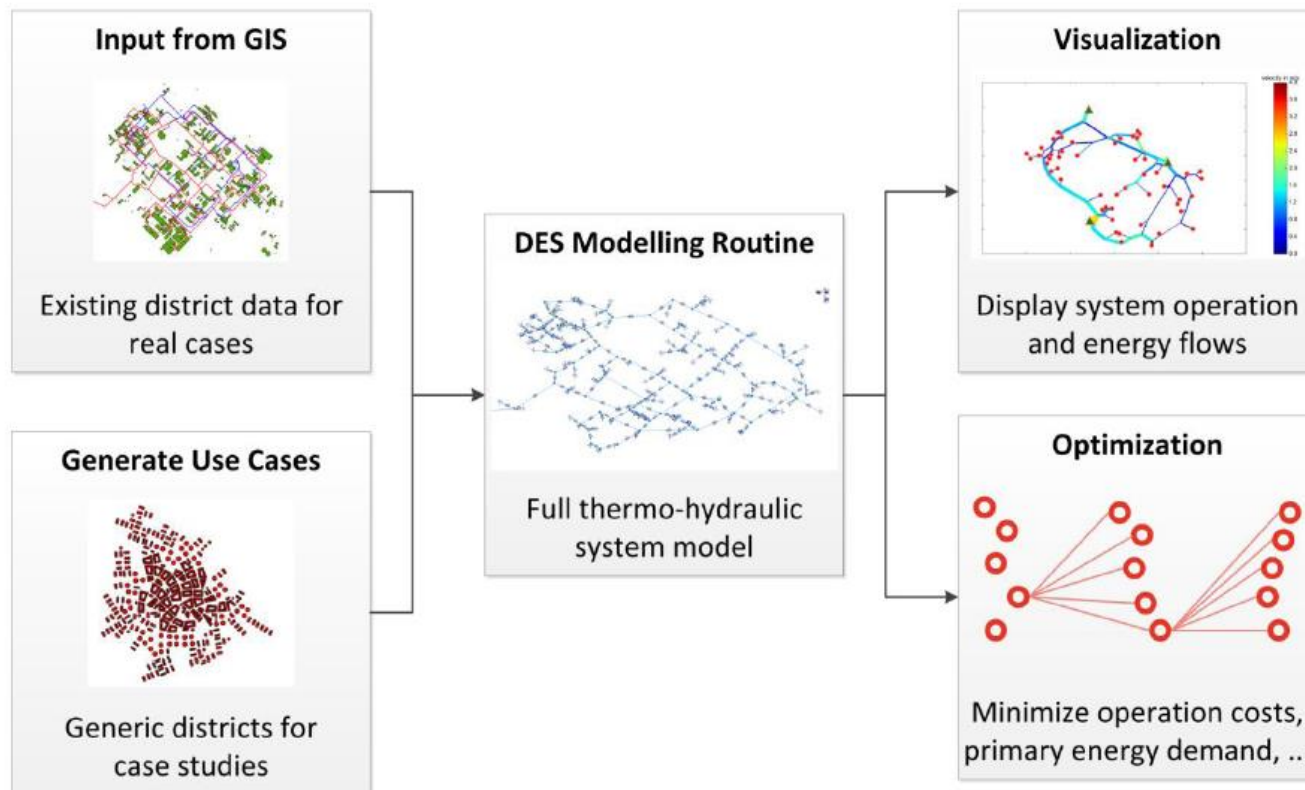 Input from GIS
Existing district data for
real cases
Generate Use Cases
Generic districts for
case studies
DES Modelling Routine
Full thermo-hydraulic
system model
Visualization
Display system operation
and energy flows
Optimization
Minimize operation costs,
primary energy demand, ..